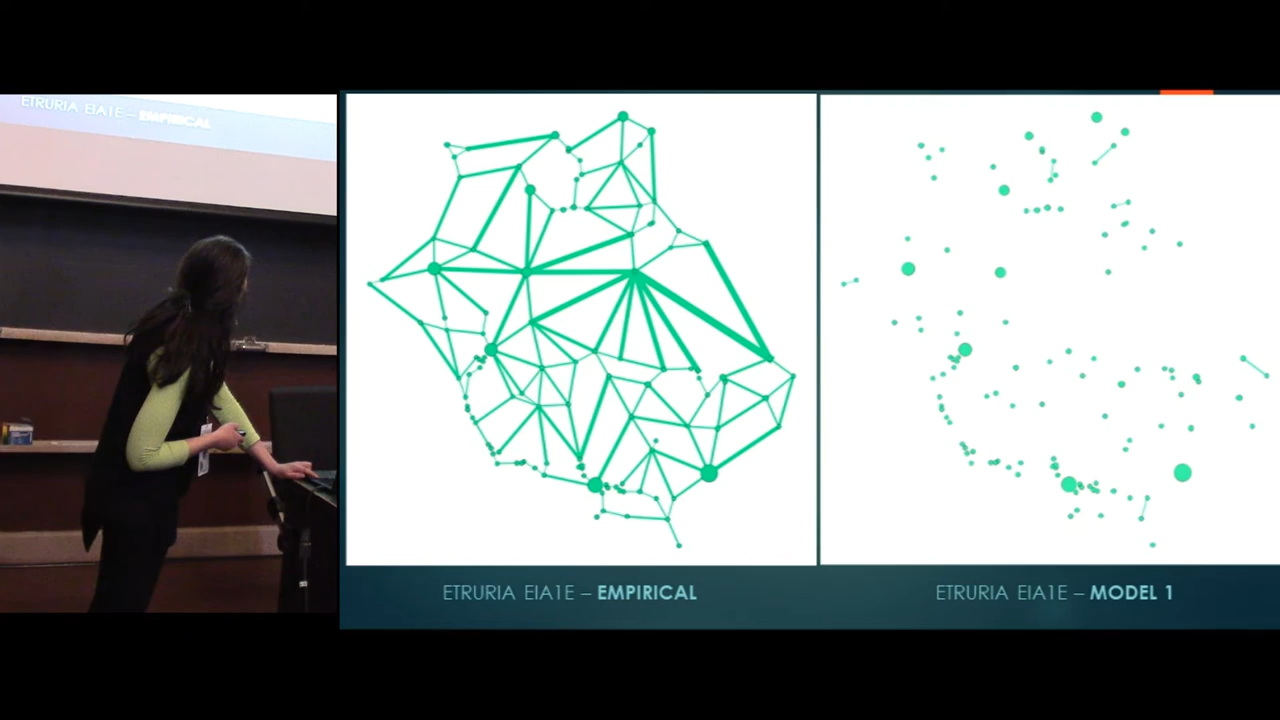 ETRURIA EIA1E – EMPIRICAL
ETRURIA EIA1E – EMPIRICAL
ETRURIA EIA1E – MODEL 1